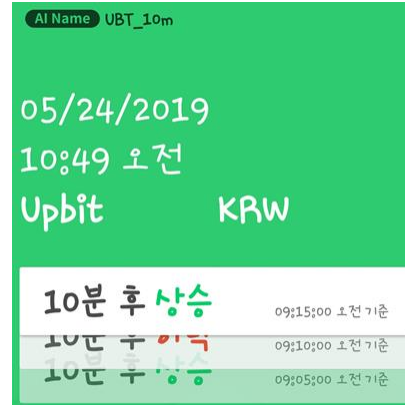 AI Name UBT_10m
05/24/2019
10:49 오전
Upbit KRW
10분 후 상승
09:15:00 오전 기준
10분 후
09:10:00 오전 기준
10분 후 상승
09:05:00 오전 기준